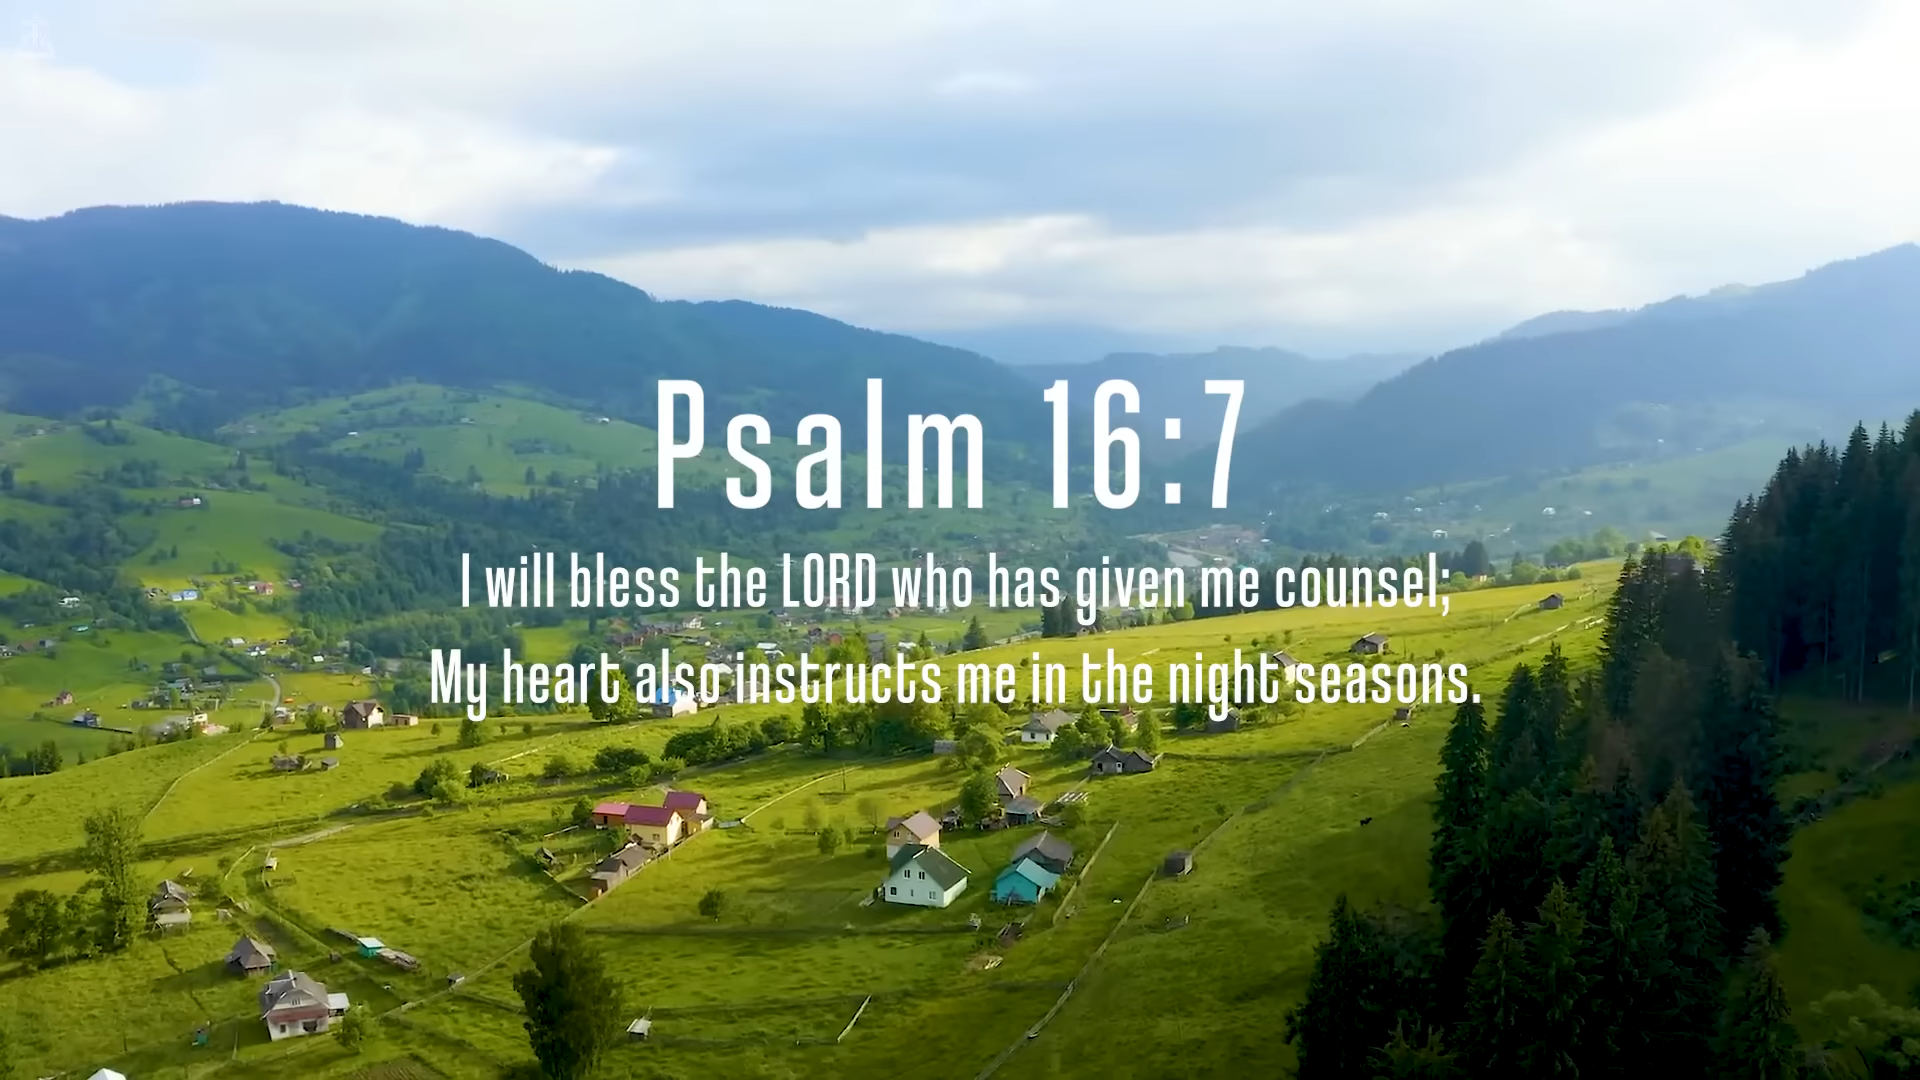 Psalm 16:7
I will bless the LORD who has given me counsel;
My heart also instructs me in the night seasons.